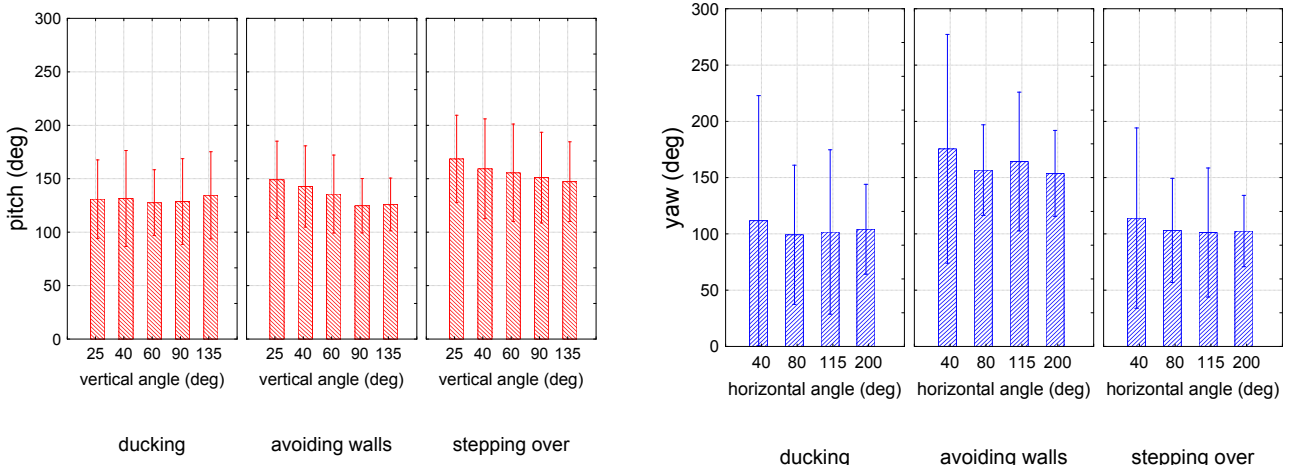 300
250
200
150
100
50
0
pitch (deg)
25 40 60 90 135
vertical angle (deg)
25 40 60 90 135
vertical angle (deg)
25 40 60 90 135
vertical angle (deg)
ducking
avoiding walls
stepping over
300
250
200
150
100
50
0
yaw (deg)
40 80 115 200
horizontal angle (deg)
40 80 115 200
horizontal angle (deg)
40 80 115 200
horizontal angle (deg)
ducking
avoiding walls
stepping over